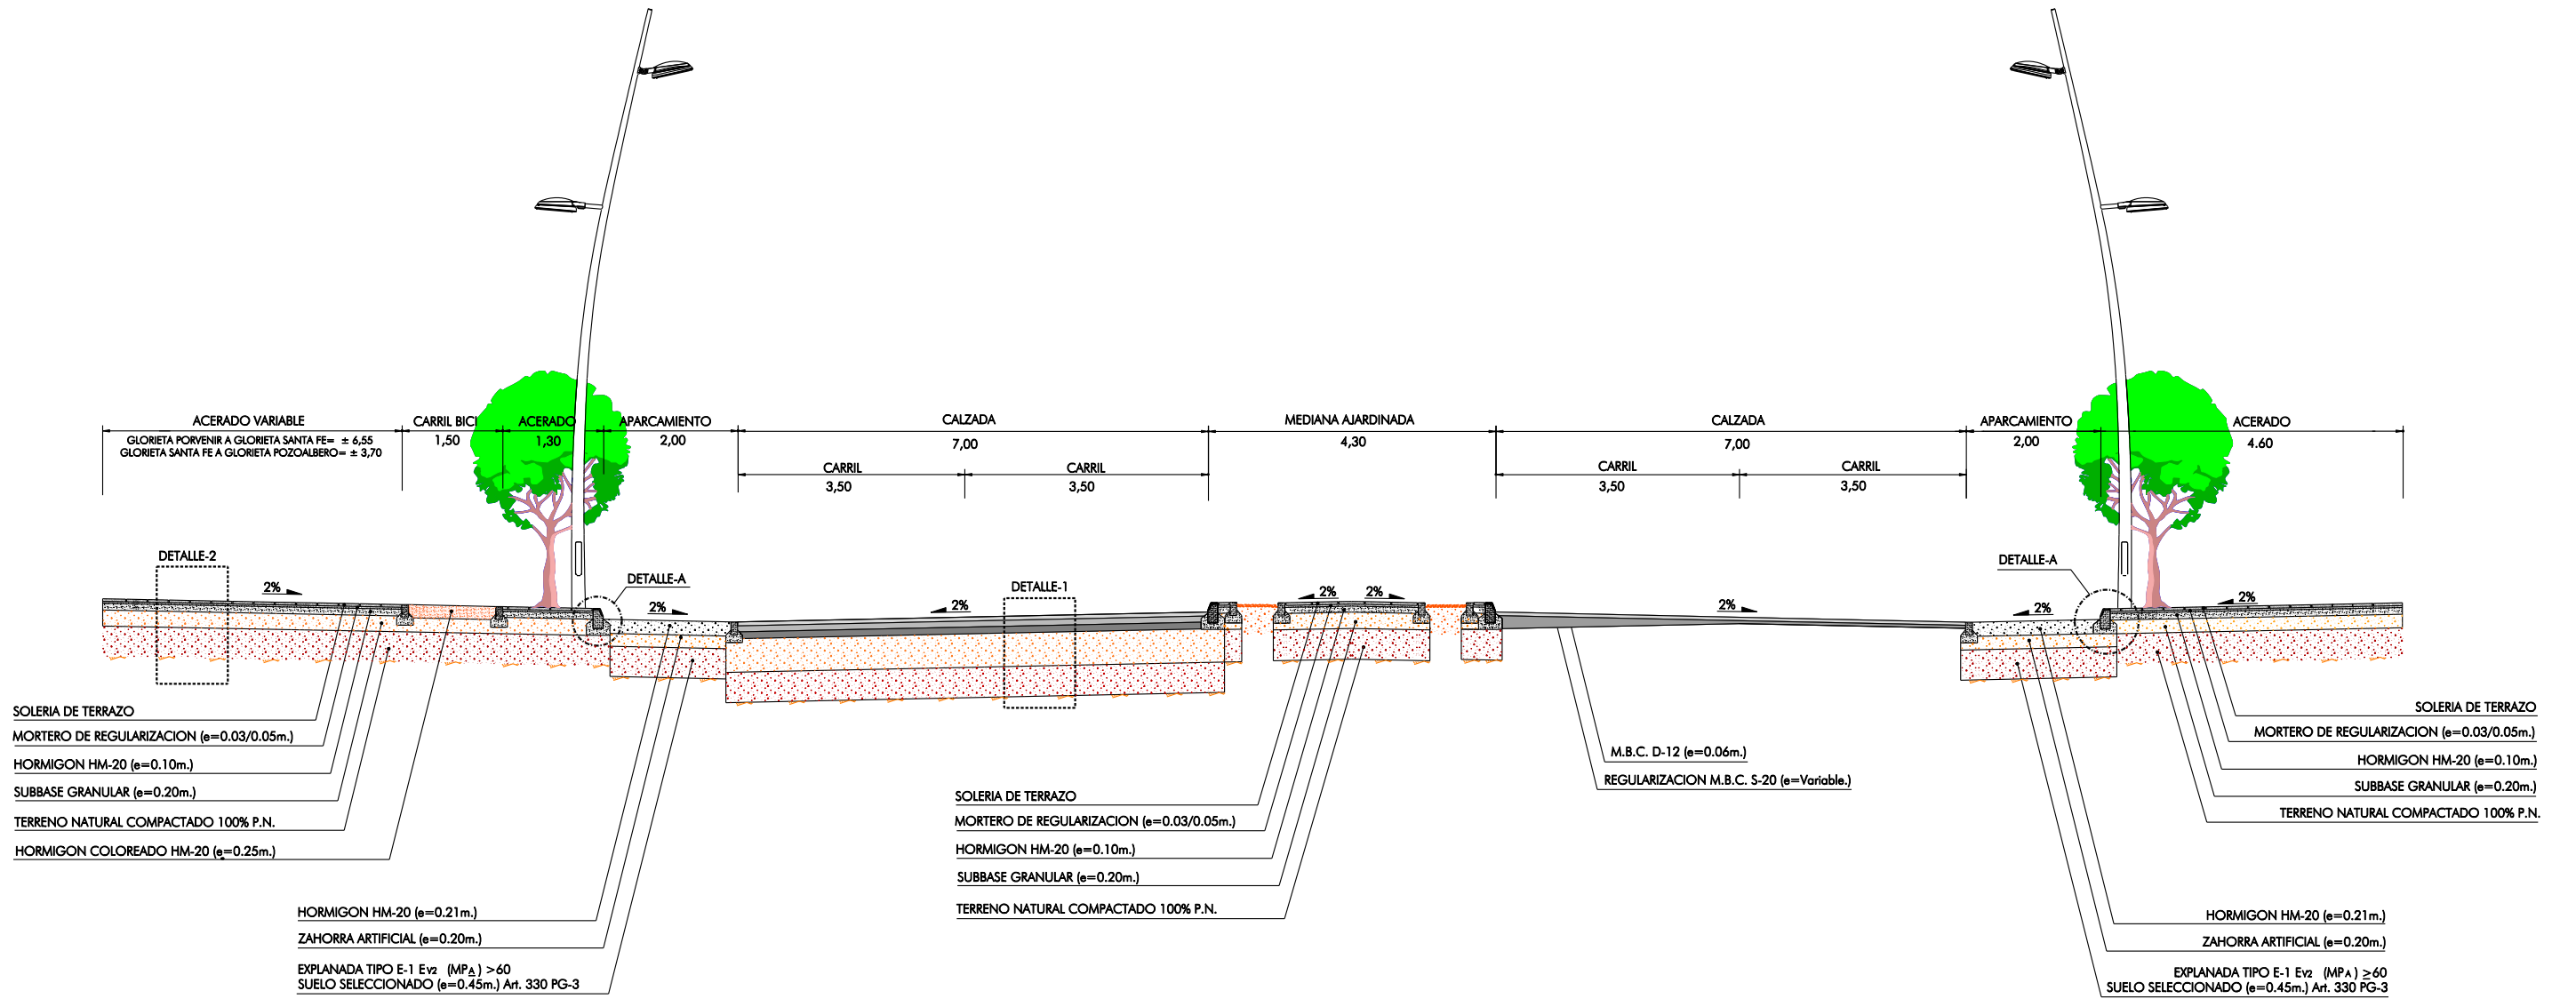 ACERADO VARIABLE
GLORIETA PORVENIR A GLORIETA SANTA FE= ± 6,55
GLORIETA SANTA FE A GLORIETA POZOALBERO= ± 3,70
CARRIL BICI
1,50
ACERADO
1,30
APARCAMIENTO
2,00
CALZADA
7,00
CARRIL
3,50
CARRIL
3,50
MEDIANA AJARDINADA
4,30
CALZADA
7,00
CARRIL
3,50
CARRIL
3,50
APARCAMIENTO
2,00
ACERADO
4.60
DETALLE-2
2%
DETALLE-A
2%
2%
DETALLE-1
2%
2%
2%
DETALLE-A
2%
2%
SOLERIA DE TERRAZO
MORTERO DE REGULARIZACION (e=0.03/0.05m.)
HORMIGON HM-20 (e=0.10m.)
SUBBASE GRANULAR (e=0.20m.)
TERRENO NATURAL COMPACTADO 100% P.N.
HORMIGON COLOREADO HM-20 (e=0.25m.)
HORMIGON HM-20 (e=0.21m.)
ZAHORRA ARTIFICIAL (e=0.20m.)
EXPLANADA TIPO E-1 Ev2 (MPA) >60
SUELO SELECCIONADO (e=0.45m.) Art. 330 PG-3
SOLERIA DE TERRAZO
MORTERO DE REGULARIZACION (e=0.03/0.05m.)
HORMIGON HM-20 (e=0.10m.)
SUBBASE GRANULAR (e=0.20m.)
TERRENO NATURAL COMPACTADO 100% P.N.
M.B.C. D-12 (e=0.06m.)
REGULARIZACION M.B.C. S-20 (e=Variable.)
SOLERIA DE TERRAZO
MORTERO DE REGULARIZACION (e=0.03/0.05m.)
HORMIGON HM-20 (e=0.10m.)
SUBBASE GRANULAR (e=0.20m.)
TERRENO NATURAL COMPACTADO 100% P.N.
HORMIGON HM-20 (e=0.21m.)
ZAHORRA ARTIFICIAL (e=0.20m.)
EXPLANADA TIPO E-1 Ev2 (MPA) ≥60
SUELO SELECCIONADO (e=0.45m.) Art. 330 PG-3